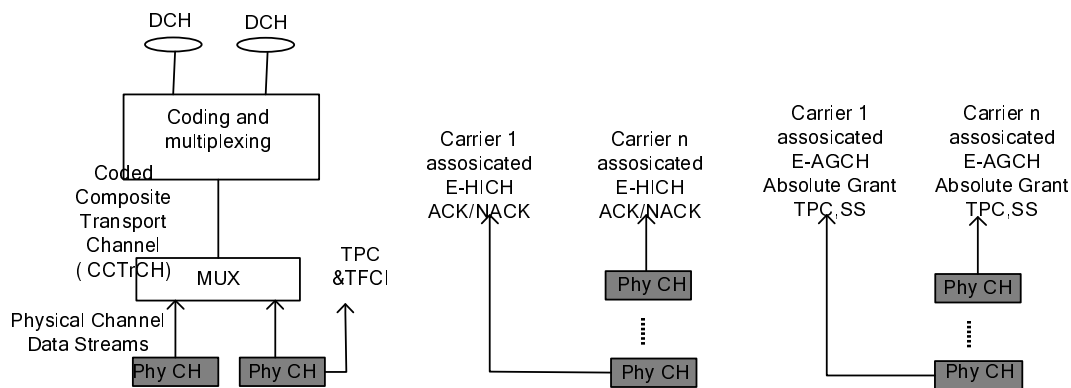 DCH
DCH
Coding and
multiplexing
Coded
Composite
Transport
Channel
( CCTrCH)
MUX
TPC
&TFCI
Physical Channel
Data Streams
Phy CH
Phy CH
Carrier 1
assosicated
E-HICH
ACK/NACK
Carrier n
assosicated
E-HICH
ACK/NACK
Phy CH
Phy CH
Carrier 1
assosicated
E-AGCH
Absolute Grant
TPC,SS
Carrier n
assosicated
E-AGCH
Absolute Grant
TPC,SS
Phy CH
Phy CH